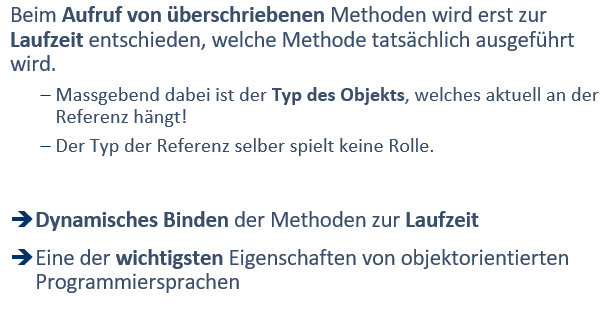 Beim Aufruf von überschriebenen Methoden wird erst zur
Laufzeit entschieden, welche Methode tatsächlich ausgeführt
wird.
– Massgebend dabei ist der Typ des Objekts, welches aktuell an der
Referenz hängt!
– Der Typ der Referenz selber spielt keine Rolle.
➔ Dynamisches Binden der Methoden zur Laufzeit
➔ Eine der wichtigsten Eigenschaften von objektorientierten
Programmiersprachen